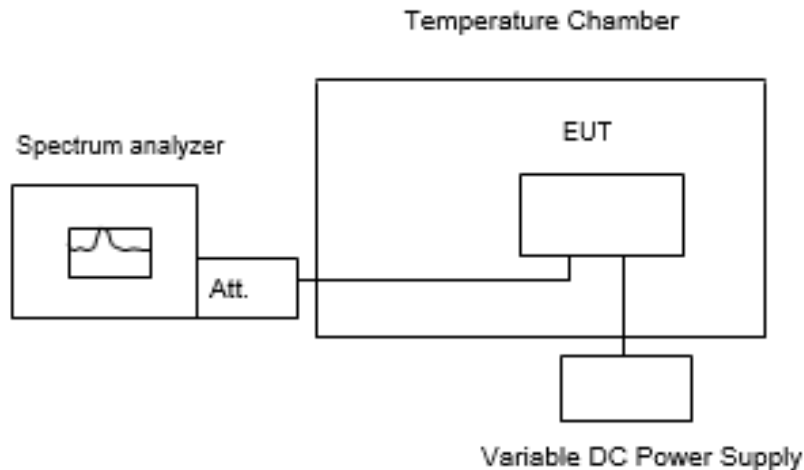 Temperature Chamber
EUT
Spectrum analyzer
Att.
Variable DC Power Supply